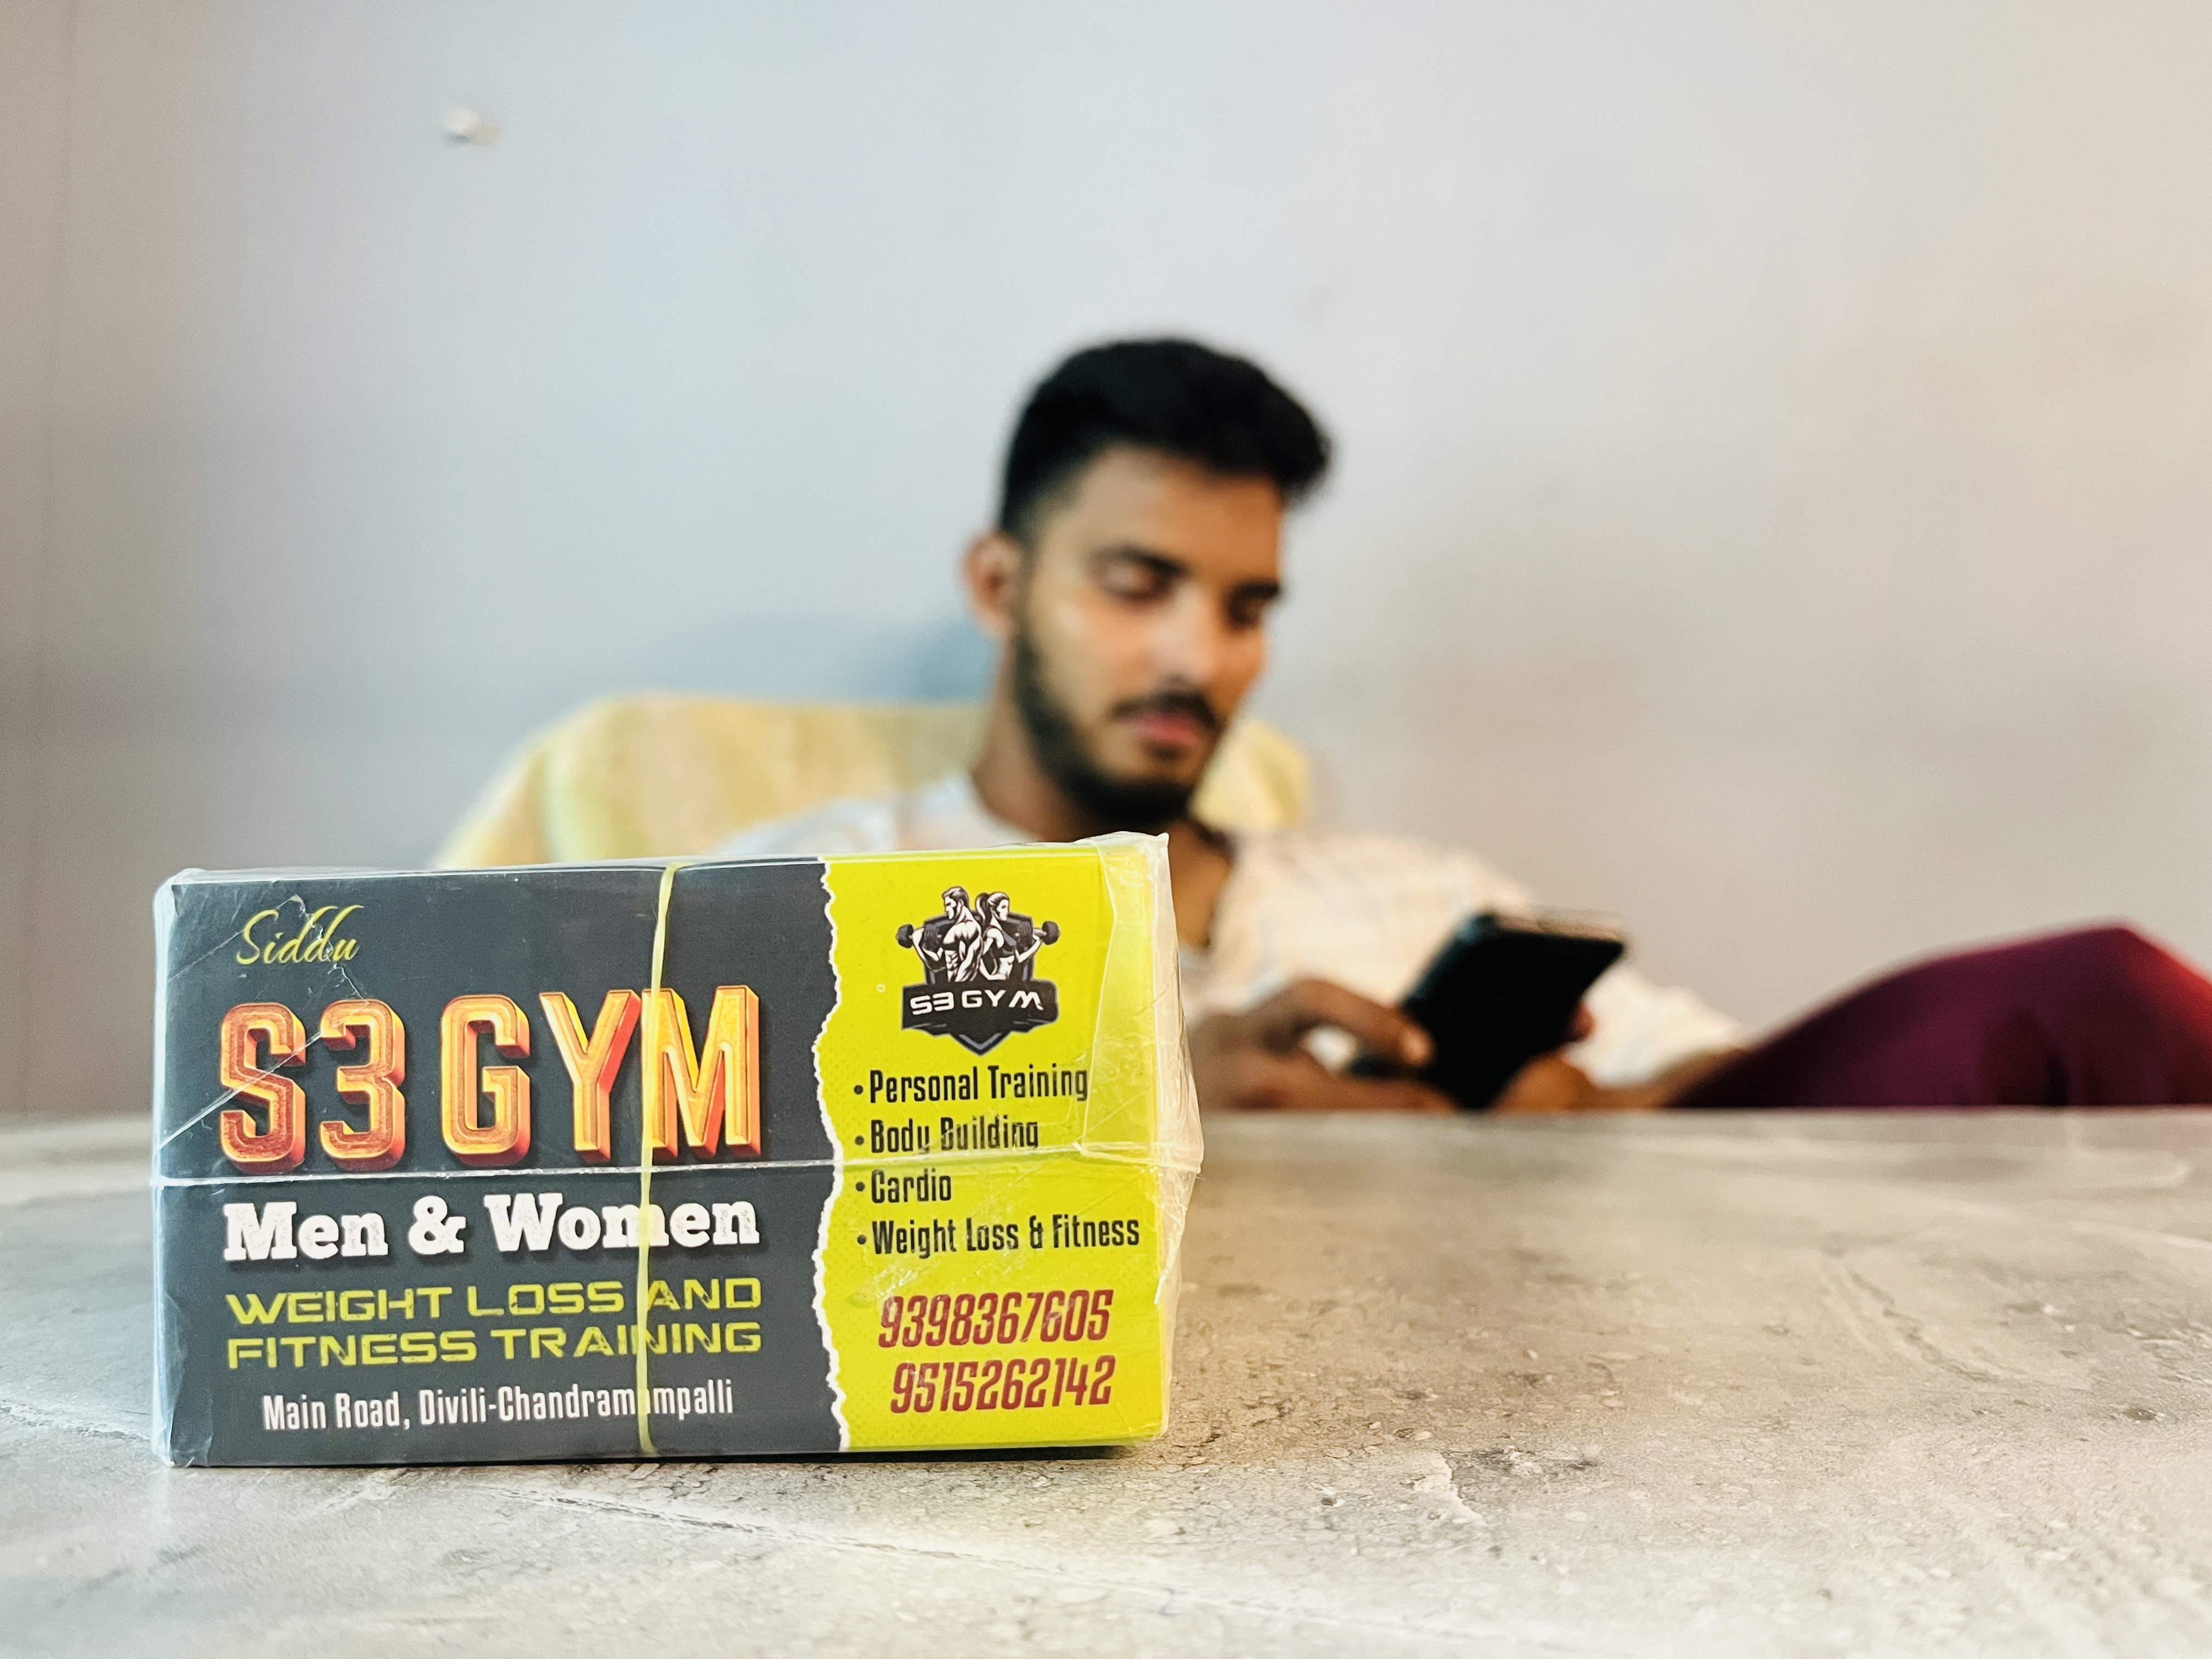 Siddu
S3 GYM
Men & Women
WEIGHT LOSS AND
FITNESS TRAINING
Main Road, Divili-Chandramampalli
S3 GYM
• Personal Training
• Body Building
• Cardio
• Weight Loss & Fitness
9398367605
9515262142